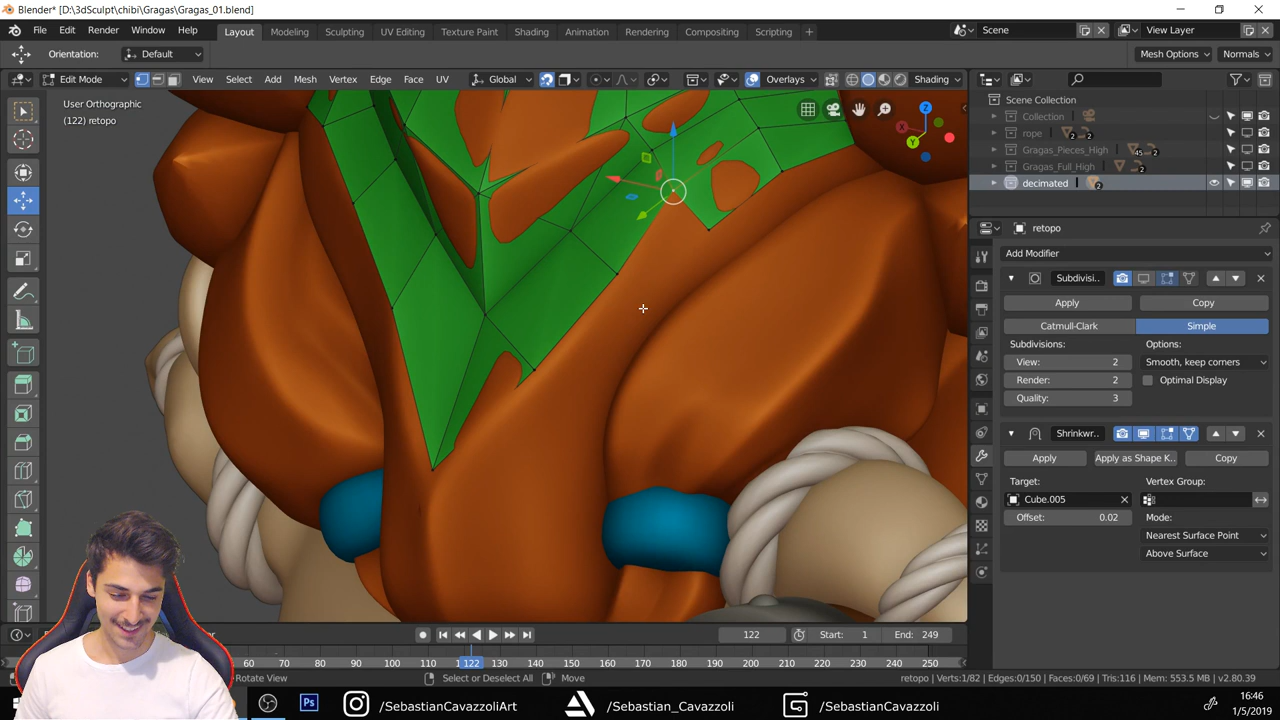 Blender* [D:\3dSculpt\chibi\Gragas\Gragas_01.blend]
File Edit Render Window Help Layout Modeling Sculpting UV Editing Texture Paint Shading Animation Rendering Compositing Scripting + Scene View Layer
Orientation: Default Mesh Options Normals
Edit Mode View Select Add Mesh Vertex Edge Face UV Global Overlays Shading
User Orthographic
(122) retopo
Z
Y
Scene Collection
Collection
rope 2 2
Gragas_Pieces_High 45 2
Gragas_Full_High 2
decimated 2
retopo
Add Modifier
Subdivisi..
Apply Copy
Catmull-Clark Simple
Subdivisions: Options:
View: 2 Smooth, keep corners
Render: 2 Optimal Display
Quality: 3
Shrinkwr..
Apply Apply as Shape K.. Copy
Target: Vertex Group:
Cube.005
Offset: 0.02 Mode:
Nearest Surface Point
Above Surface
122 Start: 1 End: 249
60 70 80 90 100 110 122 130 140 150 160 170 180 190 200 210 220 230 240 250
Rotate View Select or Deselect All Move retopo | Verts:1/82 | Edges:0/150 | Faces:0/69 | Tris:116 | Mem: 553.5 MB | v2.80.39
Ps /SebastianCavazzoliArt /Sebastian_Cavazzoli /SebastianCavazzoli
16:46
1/5/2019